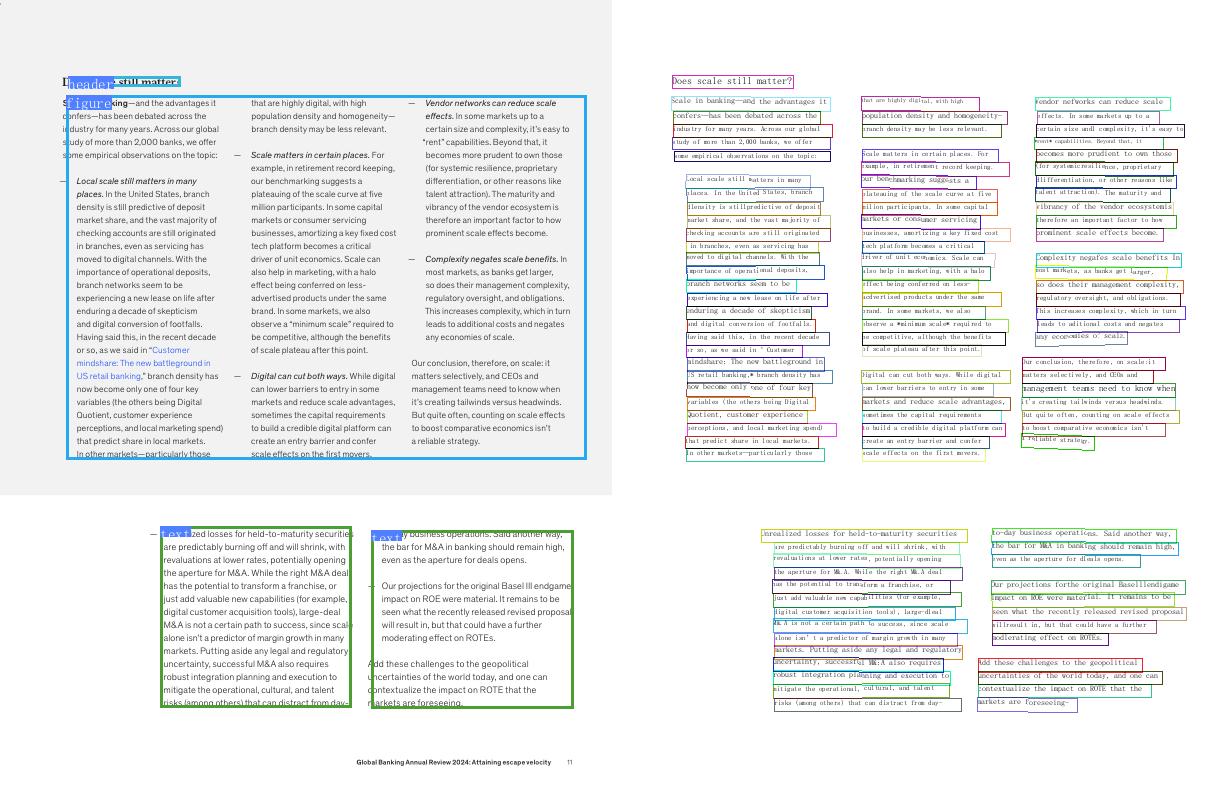 header
still matter
figure
king—and the advantages it
confers—has been debated across the
industry for many years. Across our global
study of more than 2,000 banks, we offer
some empirical observations on the topic:
— Local scale still matters in many
places. In the United States, branch
density is still predictive of deposit
market share, and the vast majority of
checking accounts are still originated
in branches, even as servicing has
moved to digital channels. With the
importance of operational deposits,
branch networks seem to be
experiencing a new lease on life after
enduring a decade of skepticism
and digital conversion of footfalls.
Having said this, in the recent decade
or so, as we said in “Customer
mindshare: The new battleground in
US retail banking,” branch density has
now become only one of four key
variables (the others being Digital
Quotient, customer experience
perceptions, and local marketing spend)
that predict share in local markets.
In other markets—particularly those
that are highly digital, with high
population density and homogeneity—
branch density may be less relevant.
— Scale matters in certain places. For
example, in retirement record keeping,
our benchmarking suggests a
plateauing of the scale curve at five
million participants. In some capital
markets or consumer servicing
businesses, amortizing a key fixed cost
tech platform becomes a critical
driver of unit economics. Scale can
also help in marketing, with a halo
effect being conferred on less-
advertised products under the same
brand. In some markets, we also
observe a “minimum scale” required to
be competitive, although the benefits
of scale plateau after this point.
— Digital can cut both ways. While digital
can lower barriers to entry in some
markets and reduce scale advantages,
sometimes the capital requirements
to build a credible digital platform can
create an entry barrier and confer
scale effects on the first movers.
— Vendor networks can reduce scale
effects. In some markets up to a
certain size and complexity, it’s easy to
“rent” capabilities. Beyond that, it
becomes more prudent to own those
(for systemic resilience, proprietary
differentiation, or other reasons like
talent attraction). The maturity and
vibrancy of the vendor ecosystem is
therefore an important factor to how
prominent scale effects become.
— Complexity negates scale benefits. In
most markets, as banks get larger,
so does their management complexity,
regulatory oversight, and obligations.
This increases complexity, which in turn
leads to additional costs and negates
any economies of scale.
Our conclusion, therefore, on scale: it
matters selectively, and CEOs and
management teams need to know when
it’s creating tailwinds versus headwinds.
But quite often, counting on scale effects
to boost comparative economics isn’t
a reliable strategy.
text
— zed losses for held-to-maturity securities
are predictably burning off and will shrink, with
revaluations at lower rates, potentially opening
the aperture for M&A. While the right M&A deal
has the potential to transform a franchise, or
just add valuable new capabilities (for example,
digital customer acquisition tools), large-deal
M&A is not a certain path to success, since scale
alone isn’t a predictor of margin growth in many
markets. Putting aside any legal and regulatory
uncertainty, successful M&A also requires
robust integration planning and execution to
mitigate the operational, cultural, and talent
risks (among others) that can distract from day-
text
y business operations. Said another way,
the bar for M&A in banking should remain high,
even as the aperture for deals opens.
— Our projections for the original Basel III endgame
impact on ROE were material. It remains to be
seen what the recently released revised proposal
will result in, but that could have a further
moderating effect on ROTEs.
Add these challenges to the geopolitical
uncertainties of the world today, and one can
contextualize the impact on ROTE that the
markets are foreseeing.
Global Banking Annual Review 2024: Attaining escape velocity 11
Does scale still matter?
Scale in banking—and the advantages it
confers—has been debated across the
industry for many years. Across our global
study of more than 2,000 banks, we offer
some empirical observations on the topic:
Local scale still matters in many
places. In the United States, branch
density is stillpredictive of deposit
market share, and the vast majority of
checking accounts are still originated
in branches, even as servicing has
moved to digital channels. With the
importance of operational deposits,
branch networks seem to be
experiencing a new lease on life after
enduring a decade of skepticism
and digital conversion of footfalls.
having said this, in the recent decade
or so, as we said in " Customer
mindshare: The new battleground in
US retail banking,* branch density has
now become only one of four key
variables (the others being Digital
Quotient, customer experience
perceptions, and local marketing spend)
that predict share in local markets.
In other markets—particularly those
that are highly digital, with high
population density and homogeneity—
branch density may be less relevant.
Scale matters in certain places. For
example, in retirement record keeping.
our benchmarking suggests a
plateauing of the scale curve at five
million participants. In some capital
markets or consumer servicing
businesses, amortizing a key fixed cost
tech platform becomes a critical
driver of unit economics. Scale can
also help in marketing, with a halo
effect being conferred on less-
advertised products under the same
brand. In some markets, we also
observe a *minimum scale* required to
be competitive, although the benefits
of scale plateau after this point.
Digital can cut both ways. While digital
can lower barriers to entry in some
markets and reduce scale advantages,
sometimes the capital requirements
to build a credible digital platform can
create an entry barrier and confer
scale effects on the first movers.
Vendor networks can reduce scale
effects. In some markets up to a
certain size andl complexity, it's easy to
capabilities. Beyond that, it
becomes more prudent to own those
(for systemicresilience, proprietary
differentiation, or other reasons like
talent attraction). The maturity and
vibrancy of the vendor ecosystemis
therefore an important factor to how
prominent scale effects become.
Complexity negafes scale benefits In
most markets, as banks get larger,
so does their management complexity,
regulatory oversight, and obligations.
This increases complexity, which in turn
leads to aditional costs and negates
any economies of scale.
Our conclusion, therefore, on scale:it
matters selectively, and CEOs and
management teams need to know when
it's creating tailwinds versus headwinds.
But quite often, counting on scale effects
to boost comparative economics isn't
reliable strategy.
Unrealized losses for held-to-maturity securities
are predictably burning off and will shrink, with
revaluations at lower rates, potentially opening
the aperture for M&.A. While the right M&A deal
has the potential to transform a franchise, or
just add valuable new capabilities (for example,
digital customer acquisition tools), large-dleal
M&.A is not a certain path to success, since scale
alone isn't a predictor of margin growth in many
markets. Putting aside any legal and regulatory
uncertainty, successful M&:A also requires
robust integration planning and execution to
mitigate the operational, cultural, and talent
risks (among others) that can distract from day-
to-day business operations. Said another way,
the bar for M&A in banking should remain high,
even as the aperture for dleals opens.
Our projections forthe original BaselIIendigame
impact on ROE were material. It remains to be
seen what the recently released revised proposal
willresult in, but that could have a further
modlerating effect on ROTEs.
Add these challenges to the geopolitical
uncertainties of the world today, and one can
contextualize the impact on ROTE that the
markets are foreseeing-